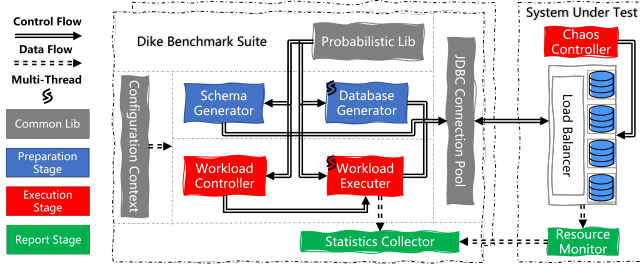 Control Flow
Data Flow
Multi-Thread
Common Lib
Preparation
Stage
Execution
Stage
Report Stage
Dike Benchmark Suite
Probabilistic Lib
Configuration Context
Schema
Generator
Database
Generator
Workload
Controller
Workload
Executer
Statistics Collector
JDBC Connection Pool
System Under Test
Chaos
Controller
Load Balancer
Resource
Monitor